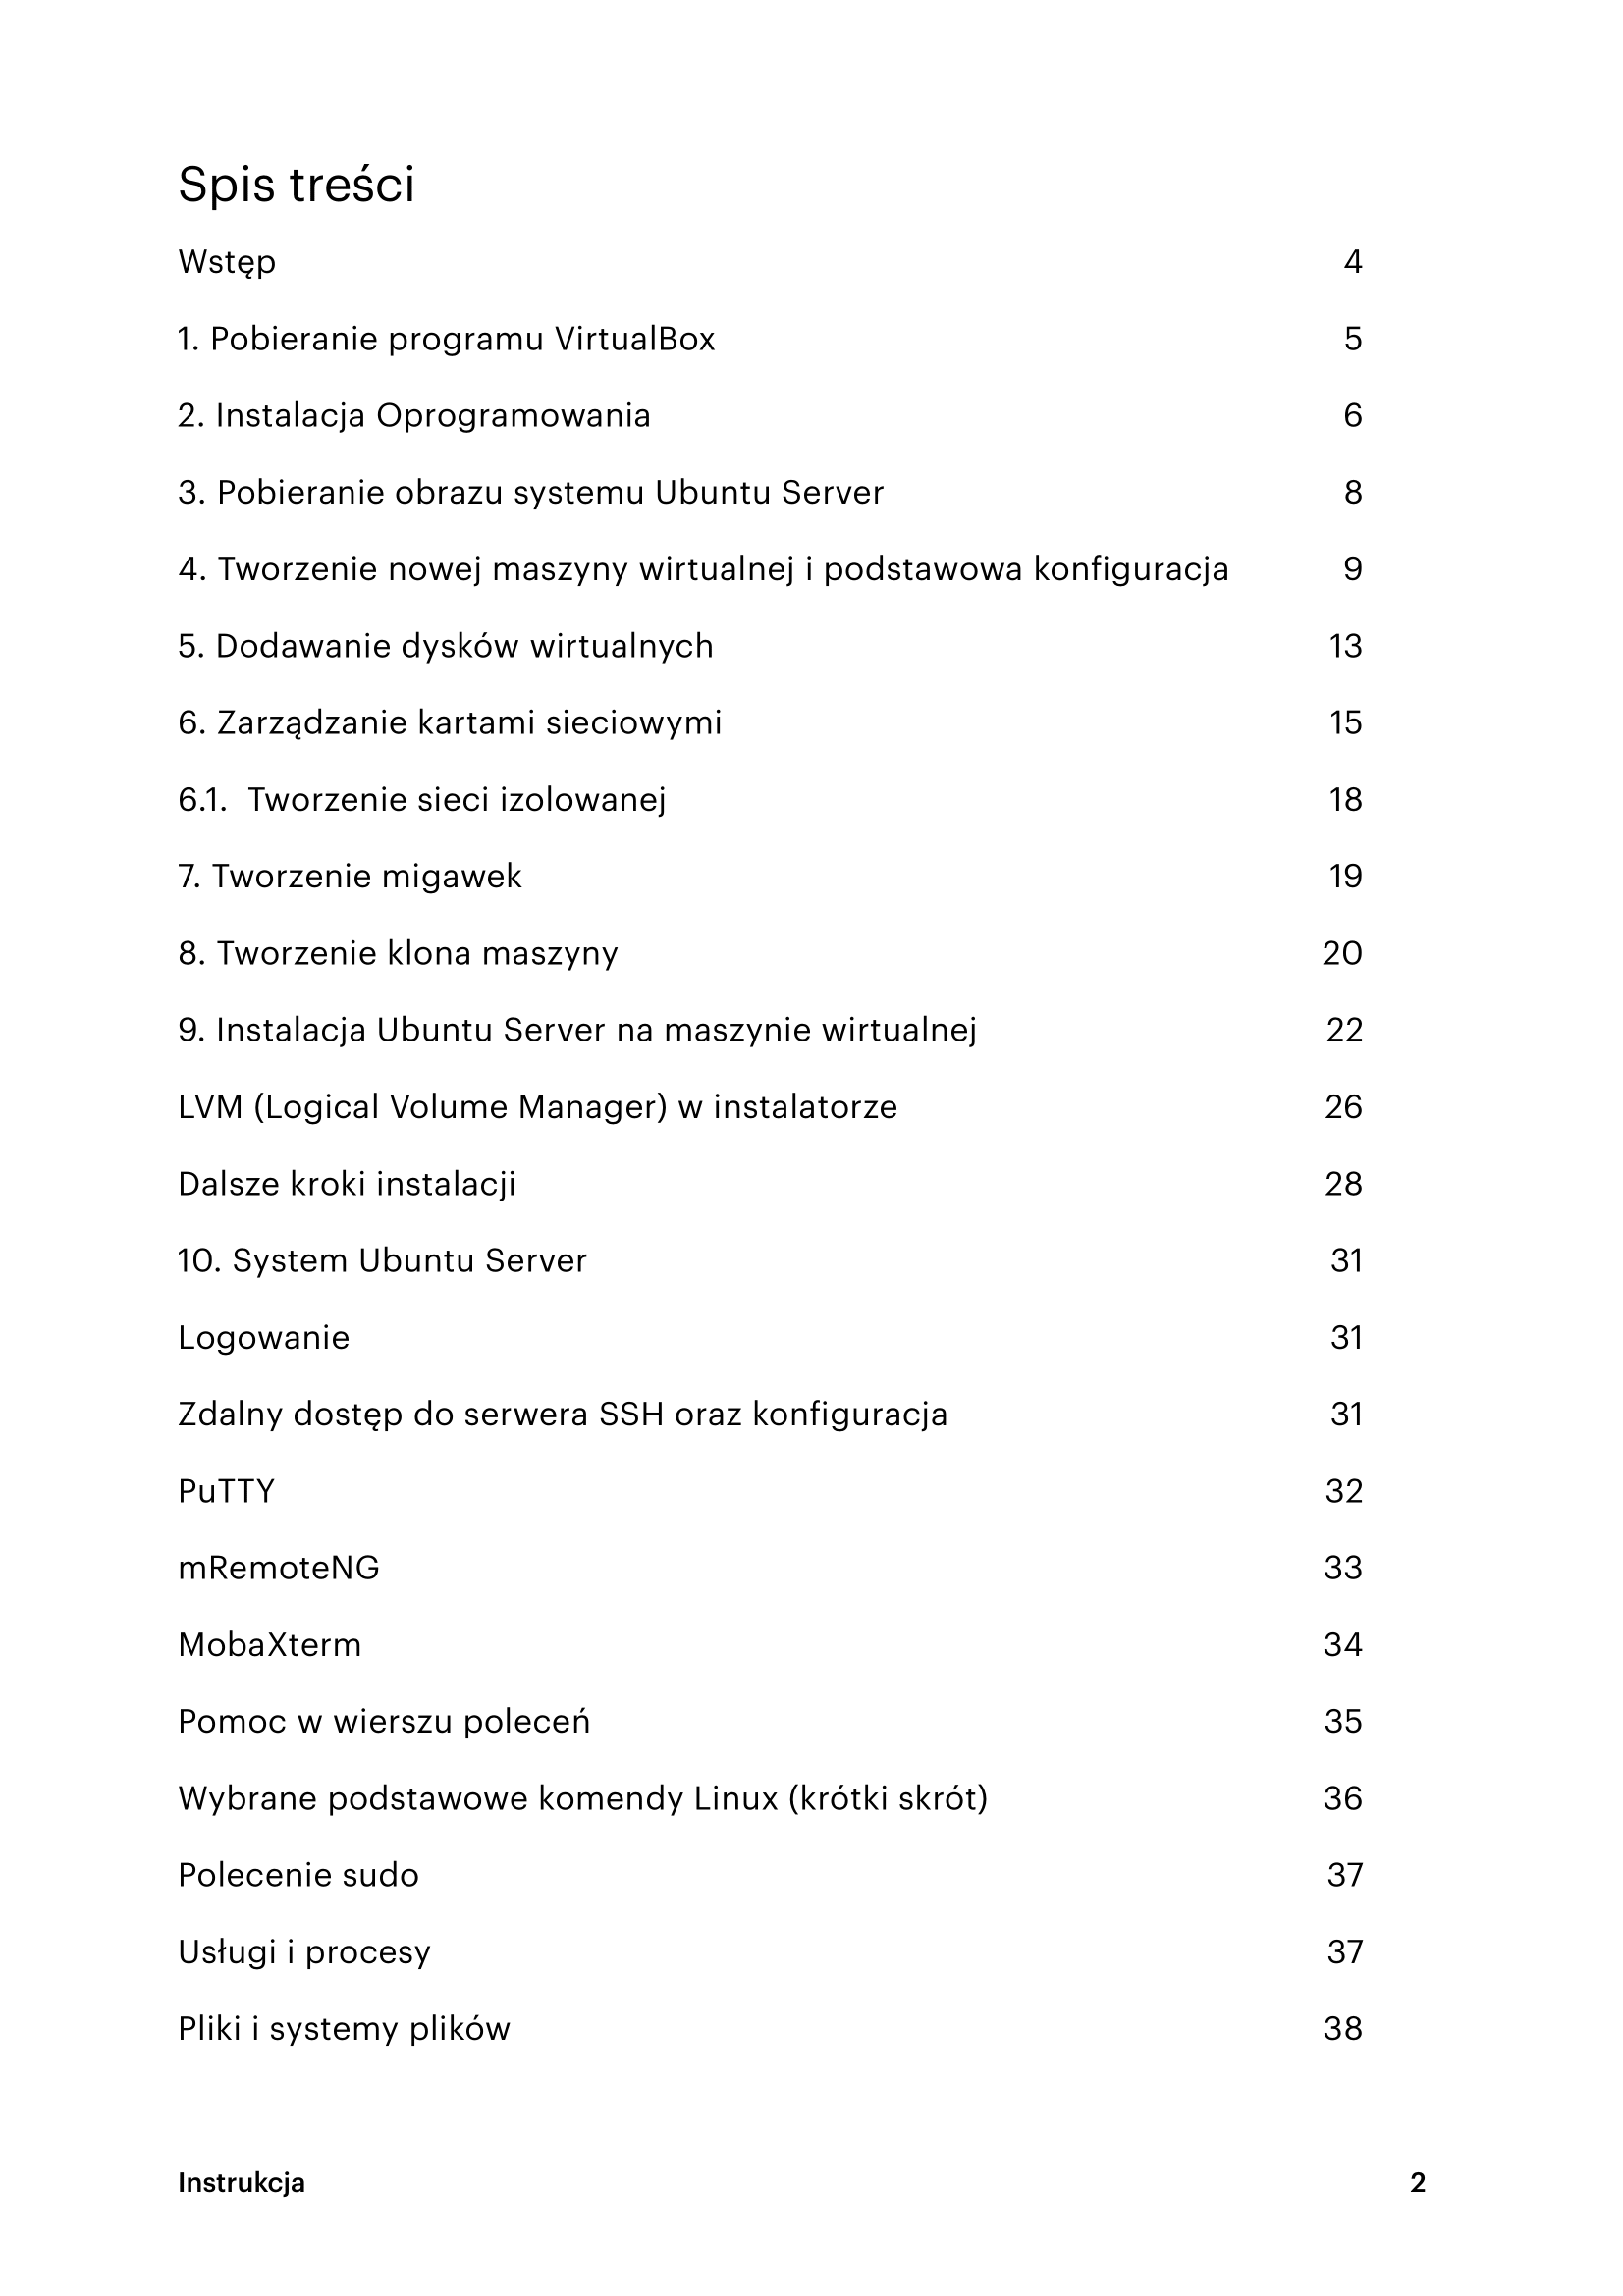 Spis treści
Wstęp 4
1. Pobieranie programu VirtualBox 5
2. Instalacja Oprogramowania 6
3. Pobieranie obrazu systemu Ubuntu Server 8
4. Tworzenie nowej maszyny wirtualnej i podstawowa konfiguracja 9
5. Dodawanie dysków wirtualnych 13
6. Zarządzanie kartami sieciowymi 15
6.1. Tworzenie sieci izolowanej 18
7. Tworzenie migawek 19
8. Tworzenie klona maszyny 20
9. Instalacja Ubuntu Server na maszynie wirtualnej 22
LVM (Logical Volume Manager) w instalatorze 26
Dalsze kroki instalacji 28
10. System Ubuntu Server 31
Logowanie 31
Zdalny dostęp do serwera SSH oraz konfiguracja 31
PuTTY 32
mRemoteNG 33
MobaXterm 34
Pomoc w wierszu poleceń 35
Wybrane podstawowe komendy Linux (krótki skrót) 36
Polecenie sudo 37
Usługi i procesy 37
Pliki i systemy plików 38
Instrukcja 2